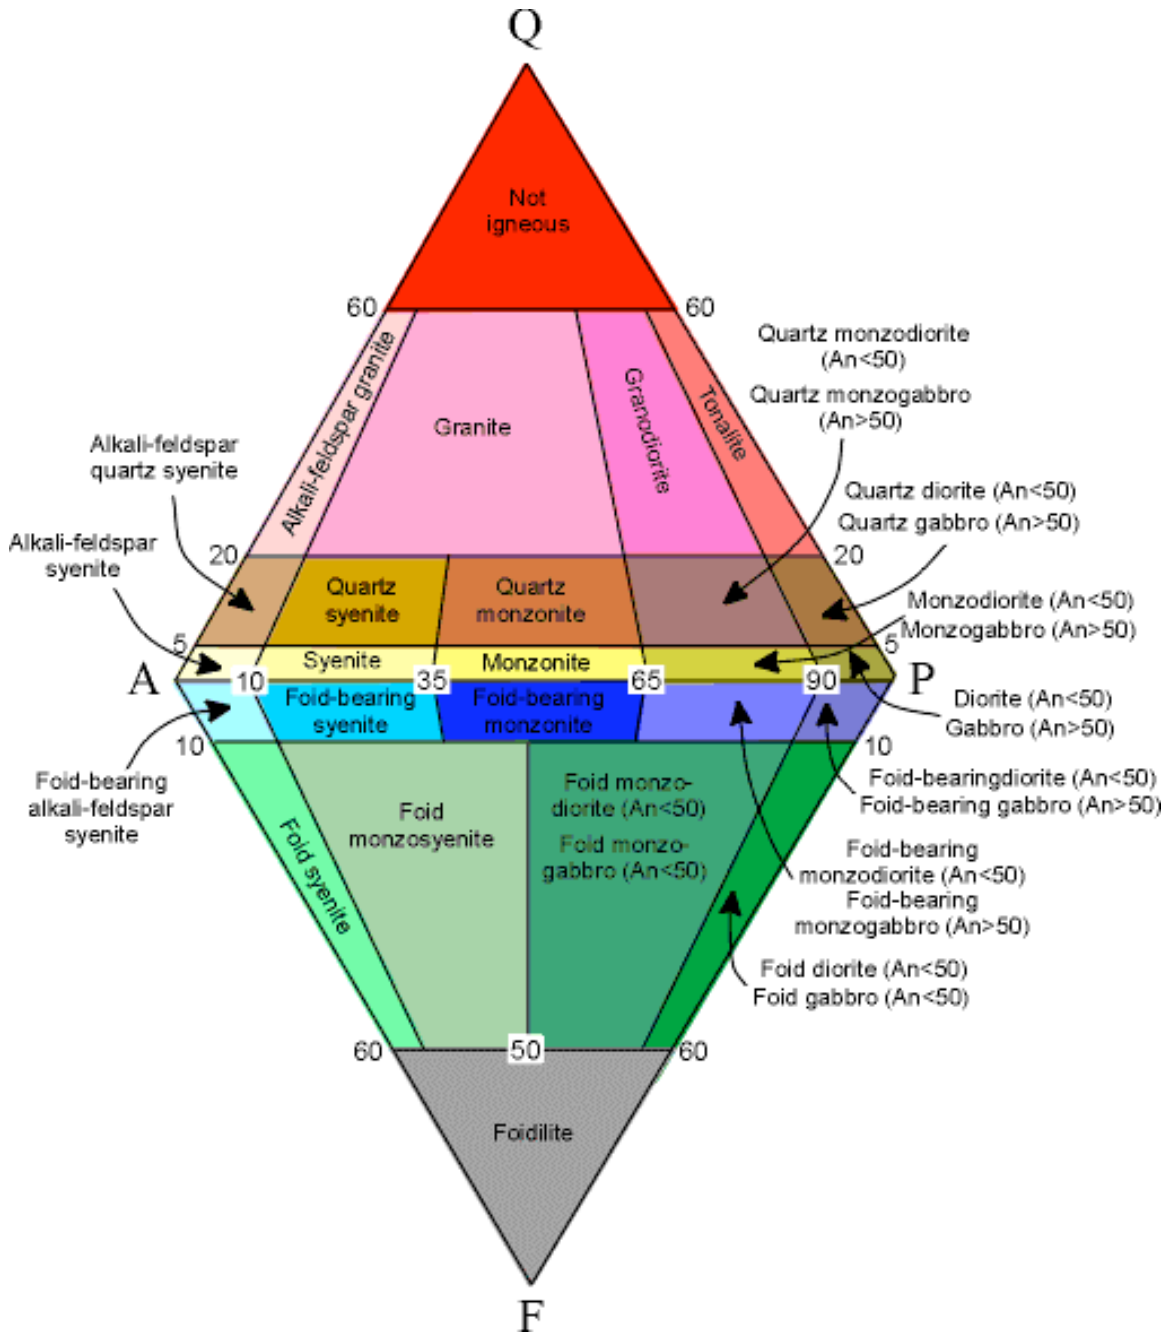 Q
Not
igneous
60
60
Quartz monzodiorite
(An<50)
Quartz monzogabbro
(An>50)
Alkali-feldspar granite
Granite
Granodiorite
Tonalite
Alkali-feldspar
quartz syenite
Quartz diorite (An<50)
Quartz gabbro (An>50)
Alkali-feldspar
syenite
20
20
Quartz
syenite
Quartz
monzonite
Monzodiorite (An<50)
Monzogabbro (An>50)
5
5
Syenite
Monzonite
A
10
35
65
90
P
Foid-bearing
syenite
Foid-bearing
monzonite
Diorite (An<50)
Gabbro (An>50)
10
10
Foid-bearing
alkali-feldspar
syenite
Foid-bearingdiorite (An<50)
Foid-bearing gabbro (An>50)
Foid syenite
Foid
monzosyenite
Foid monzo-
diorite (An<50)
Foid monzo-
gabbro (An<50)
Foid-bearing
monzodiorite (An<50)
Foid-bearing
monzogabbro (An>50)
Foid diorite (An<50)
Foid gabbro (An<50)
60
50
60
Foidilite
F